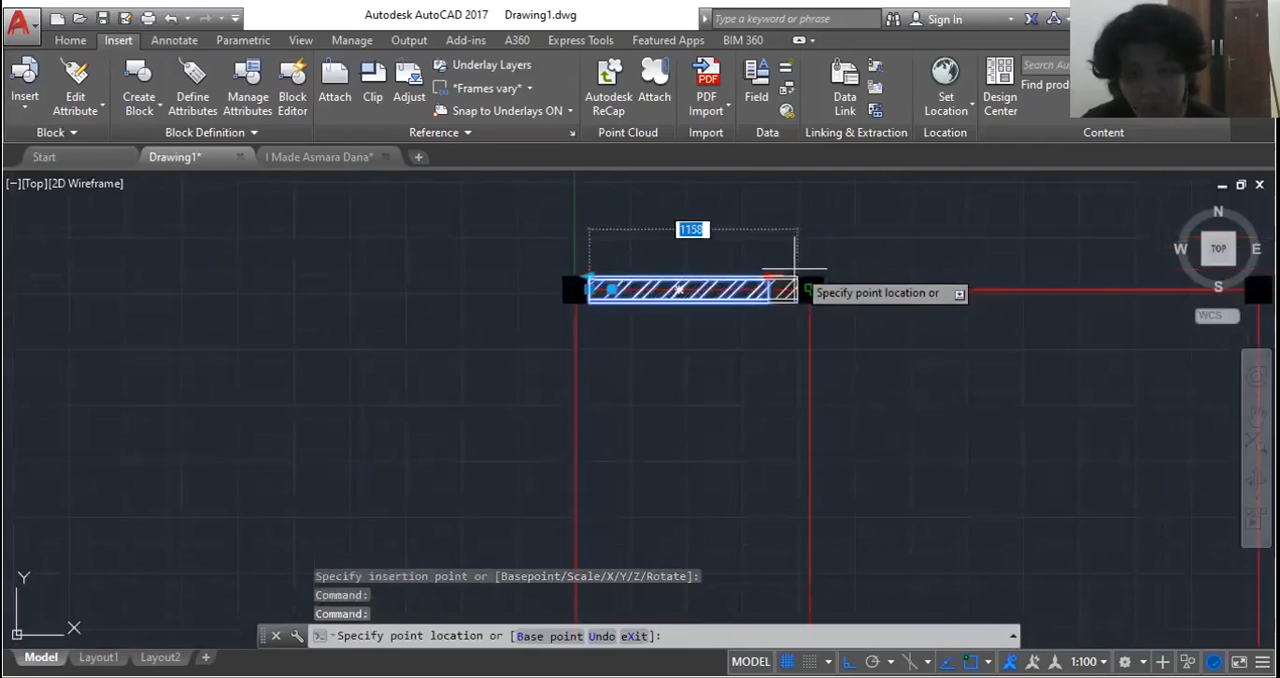 Autodesk AutoCAD 2017 Drawing1.dwg
Type a keyword or phrase
Sign In
Home Insert Annotate Parametric View Manage Output Add-ins A360 Express Tools Featured Apps BIM 360
Insert
Edit Attribute
Create Block
Define Attributes
Manage Attributes
Block Editor
Attach
Clip
Adjust
Underlay Layers
*Frames vary*
Snap to Underlays ON
Autodesk ReCap
Attach
PDF Import
Field
Data Link
Set Location
Design Center
Search Au
Find prod
Block
Block Definition
Reference
Point Cloud
Import
Data
Linking & Extraction
Location
Content
Start Drawing1* I Made Asmara Dana*
[−][Top][2D Wireframe]
N
W TOP E
S
WCS
1158
Specify point location or
Specify insertion point or [Basepoint/Scale/X/Y/Z/Rotate]:
Command:
Command:
Specify point location or [Base point Undo eXit]:
Y
X
Model Layout1 Layout2
MODEL
1:100